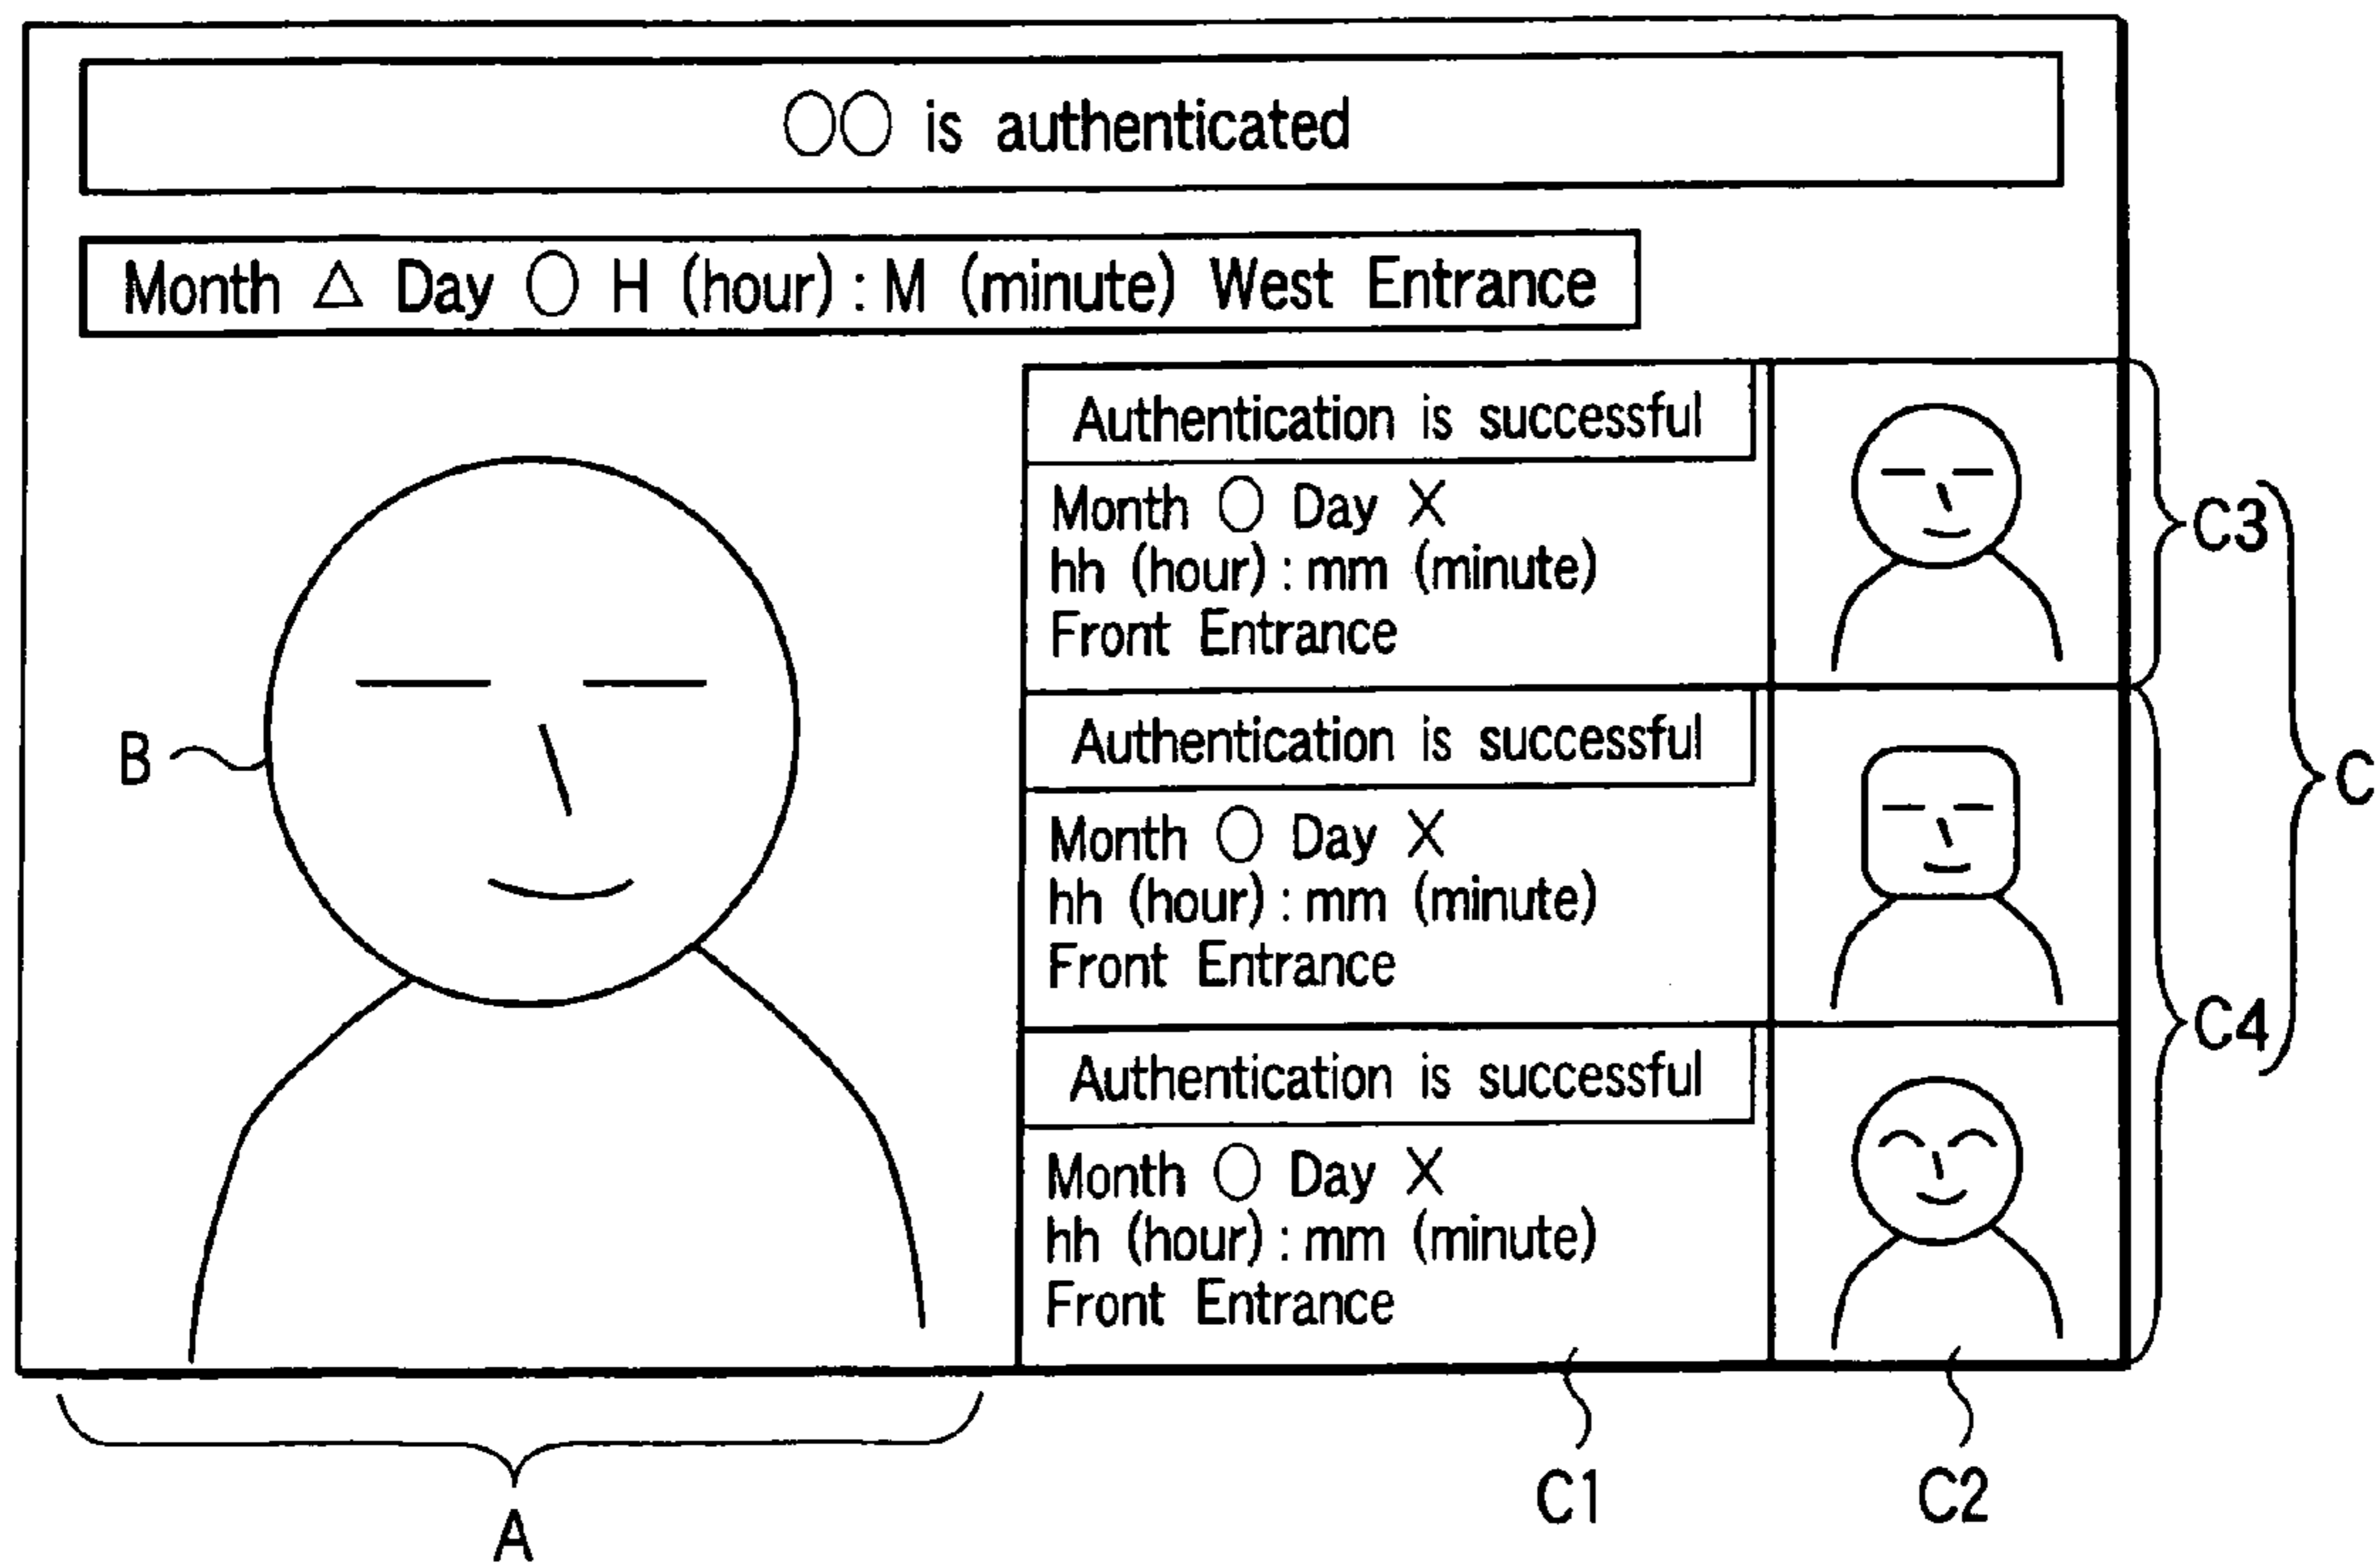 ○○ is authenticated
Month △ Day ○ H (hour) : M (minute) West Entrance
Authentication is successful
Month ○ Day X
hh (hour) : mm (minute)
Front Entrance
Authentication is successful
Month ○ Day X
hh (hour) : mm (minute)
Front Entrance
Authentication is successful
Month ○ Day X
hh (hour) : mm (minute)
Front Entrance
B
C3
C
C4
A
C1
C2